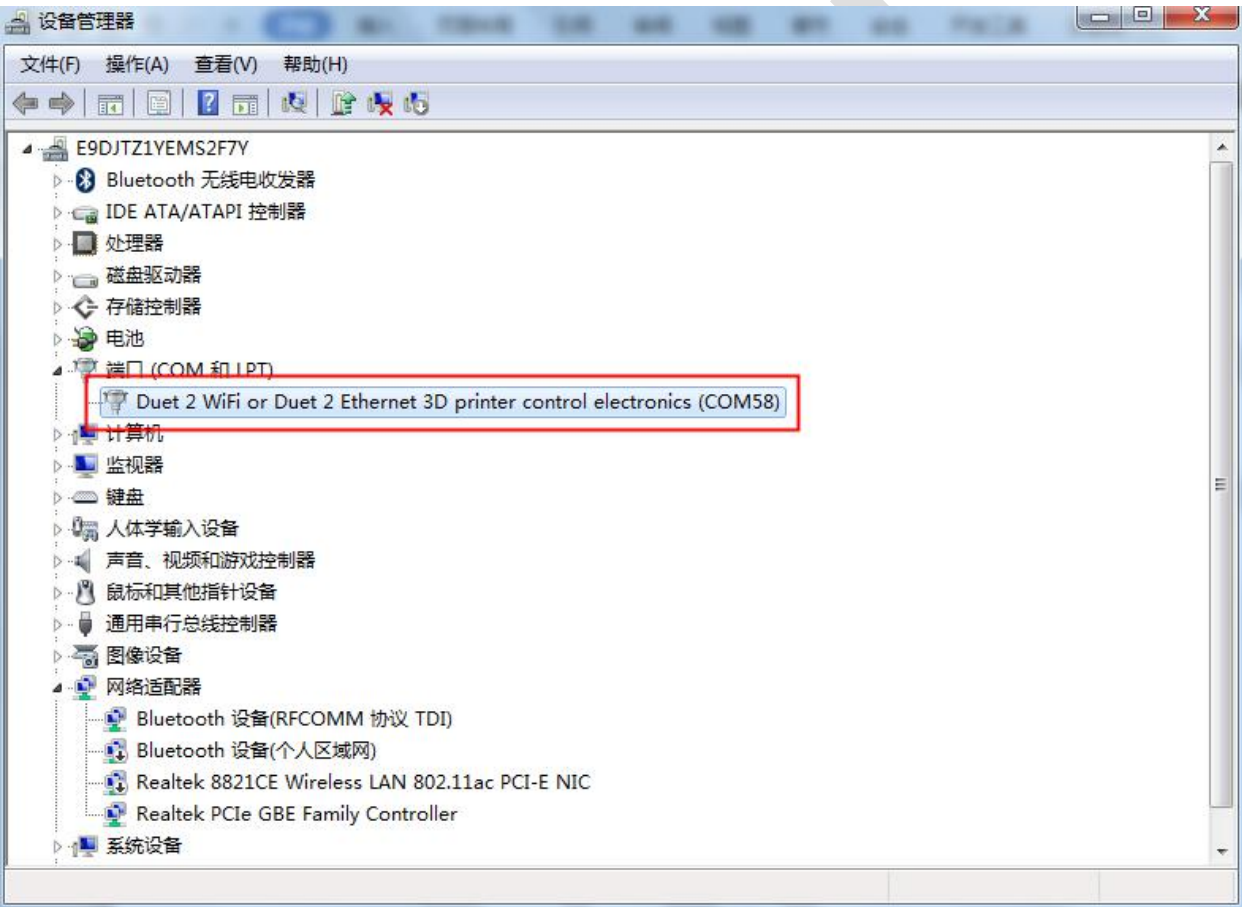 设备管理器
文件(F) 操作(A) 查看(V) 帮助(H)
E9DJTZ1YEMS2F7Y
Bluetooth 无线电收发器
IDE ATA/ATAPI 控制器
处理器
磁盘驱动器
存储控制器
电池
端口 (COM 和 LPT)
Duet 2 WiFi or Duet 2 Ethernet 3D printer control electronics (COM58)
计算机
监视器
键盘
人体学输入设备
声音、视频和游戏控制器
鼠标和其他指针设备
通用串行总线控制器
图像设备
网络适配器
Bluetooth 设备(RFCOMM 协议 TDI)
Bluetooth 设备(个人区域网)
Realtek 8821CE Wireless LAN 802.11ac PCI-E NIC
Realtek PCIe GBE Family Controller
系统设备